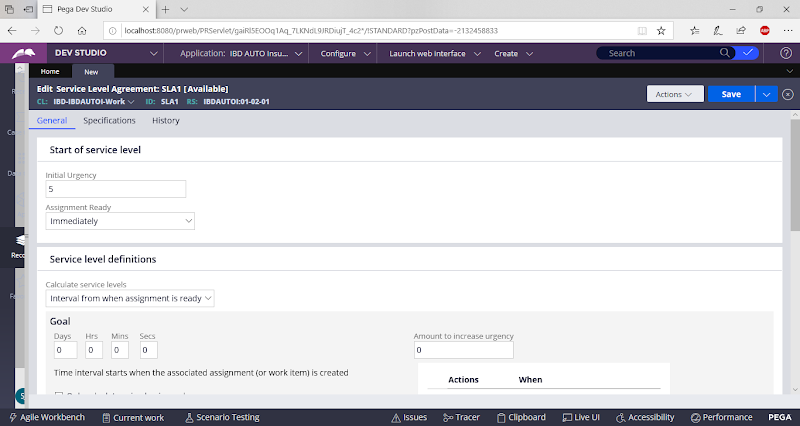 Pega Dev Studio
localhost:8080/prweb/PRServlet/gaiRl5EOOq1Aq_7LKNdL9JRDiujT_4c2*/!STANDARD?pzPostData=-2132458833
DEV STUDIO
Application: IBD AUTO Insu...
Configure
Launch web interface
Create
Search
Home
New
Edit Service Level Agreement: SLA1 [Available]
CL: IBD-IBDAUTOI-Work ID: SLA1 RS: IBDAUTOI:01-02-01
Actions
Save
General
Specifications
History
Start of service level
Initial Urgency
5
Assignment Ready
Immediately
Service level definitions
Calculate service levels
Interval from when assignment is ready
Goal
Days Hrs Mins Secs
0 0 0 0
Amount to increase urgency
0
Time interval starts when the associated assignment (or work item) is created
Actions When
Reco
Agile Workbench
Current work
Scenario Testing
Issues
Tracer
Clipboard
Live UI
Accessibility
Performance
PEGA